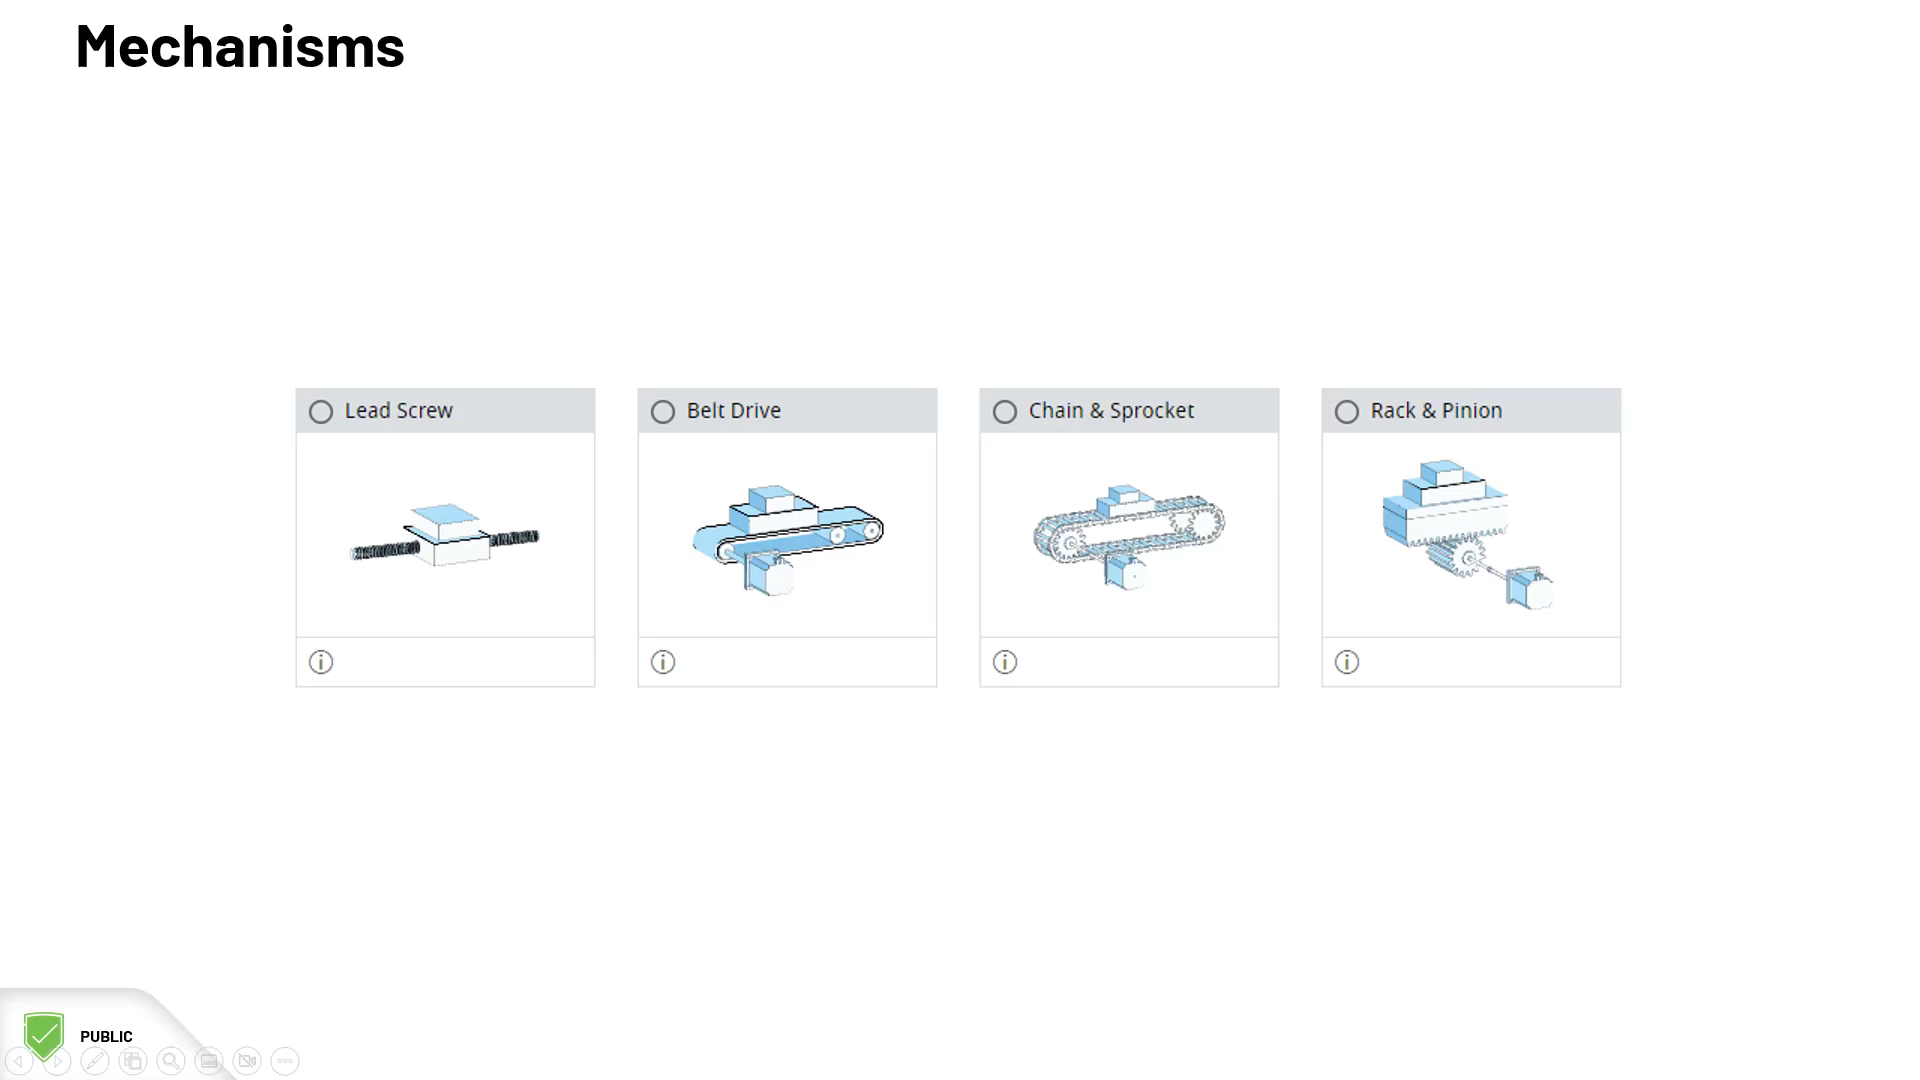 Mechanisms
Lead Screw
Belt Drive
Chain & Sprocket
Rack & Pinion
PUBLIC